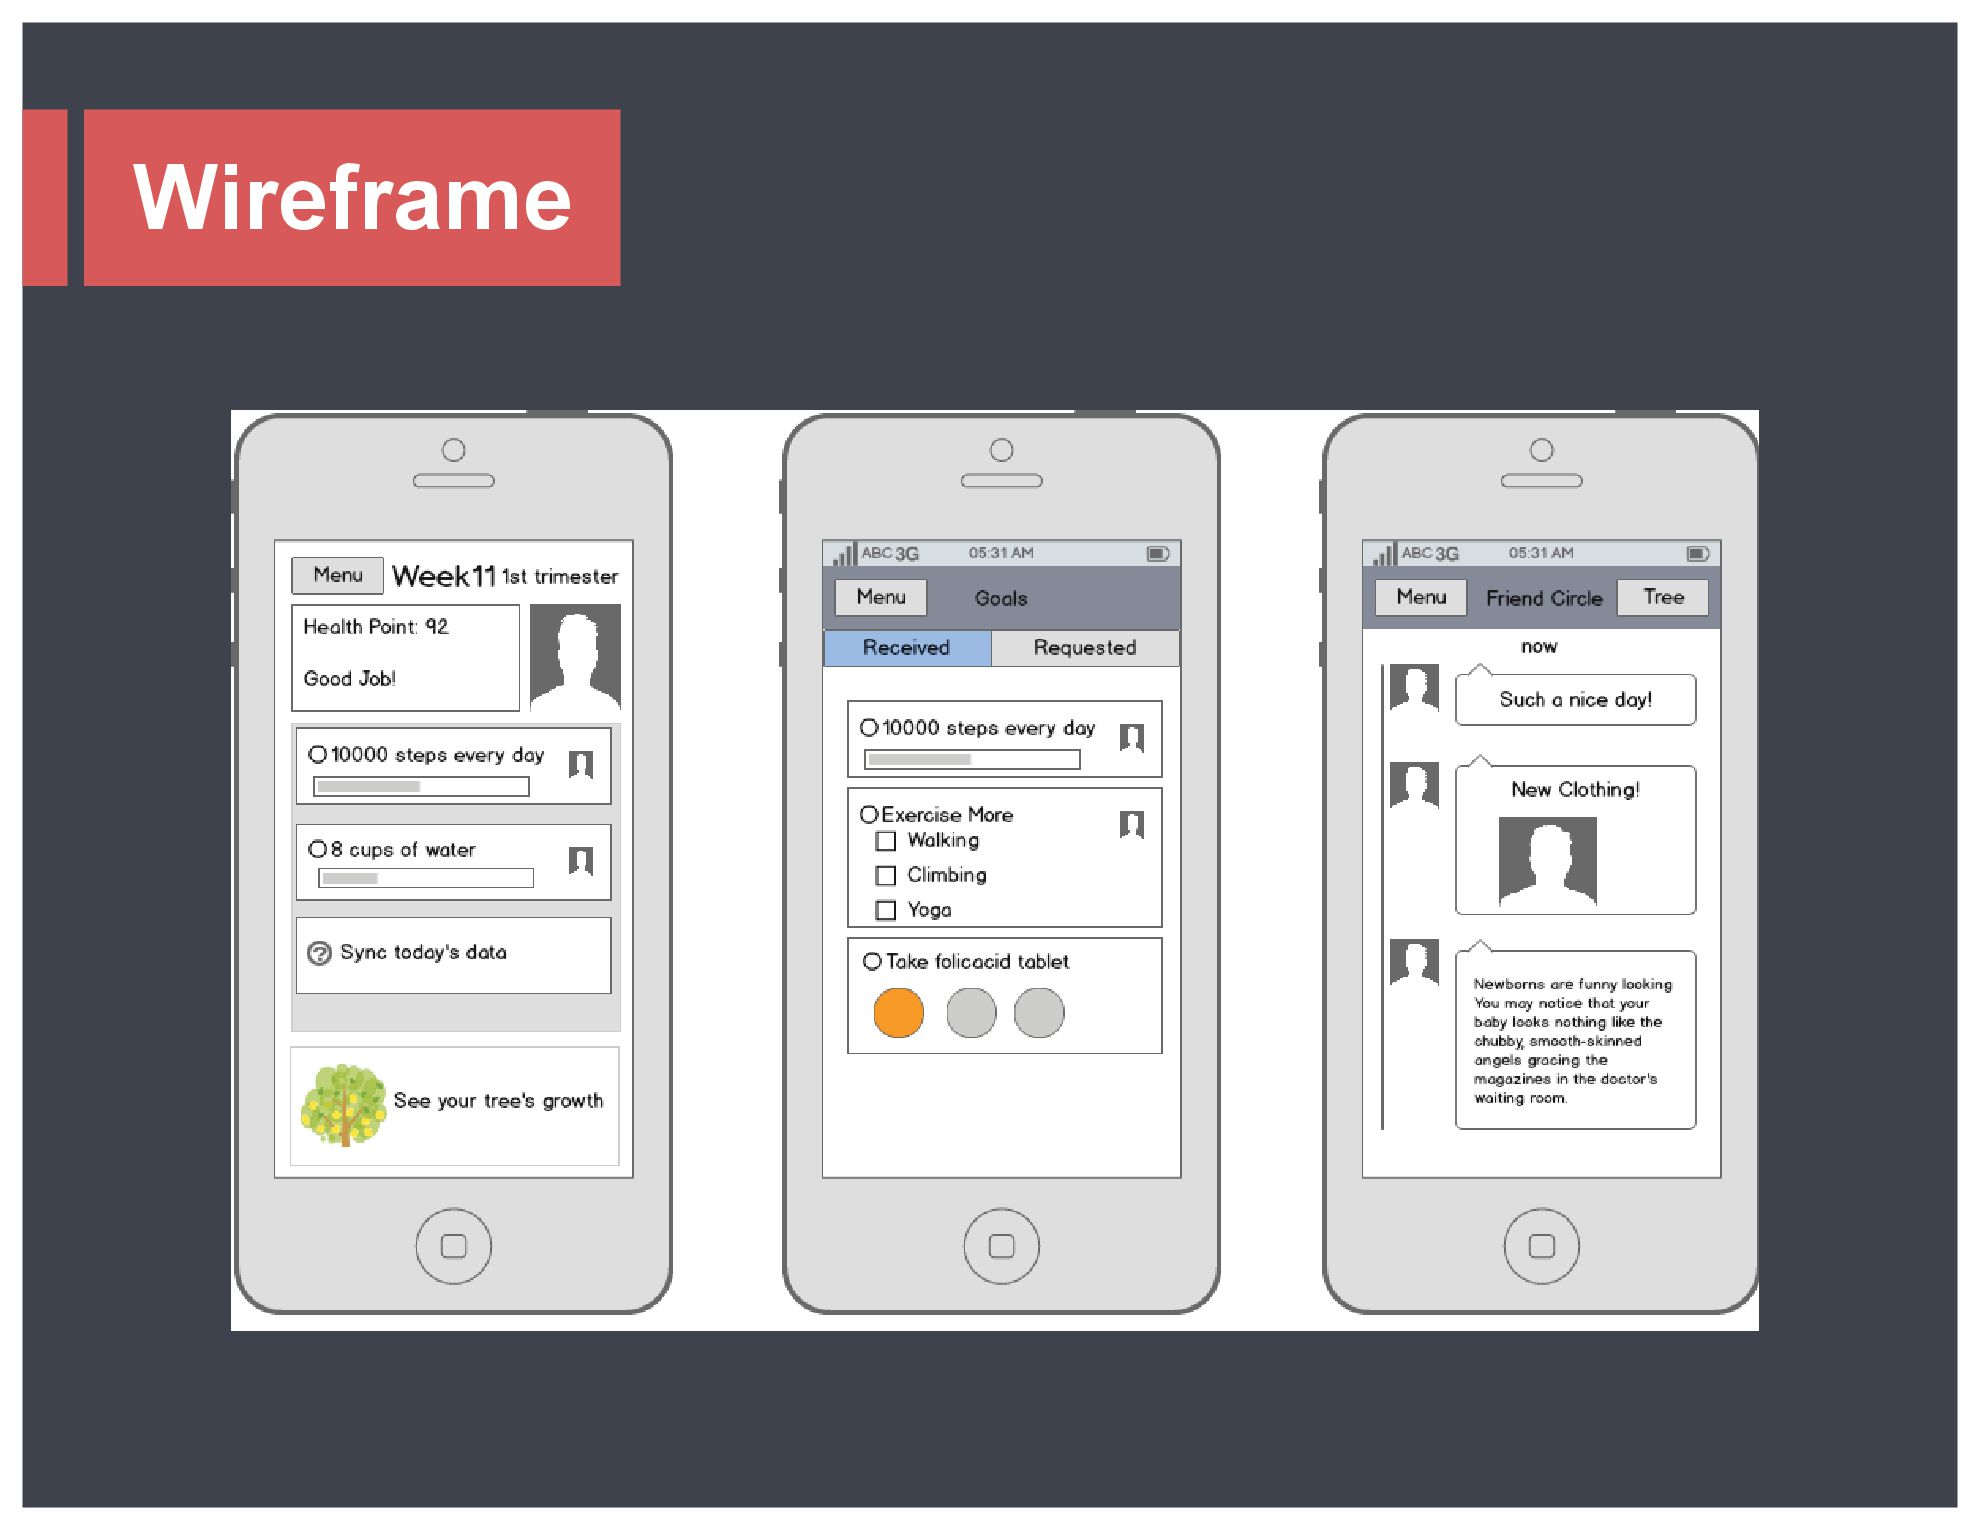 Wireframe
Menu Week11 1st trimester
Health Point: 92
Good Job!
10000 steps every day
8 cups of water
? Sync today's data
See your tree's growth
ABC 3G 05:31 AM
Menu Goals
Received Requested
10000 steps every day
Exercise More
Walking
Climbing
Yoga
Take folicacid tablet
ABC 3G 05:31 AM
Menu Friend Circle Tree
now
Such a nice day!
New Clothing!
Newborns are funny looking
You may notice that your
baby looks nothing like the
chubby, smooth-skinned
angels gracing the
magazines in the doctor's
waiting room.